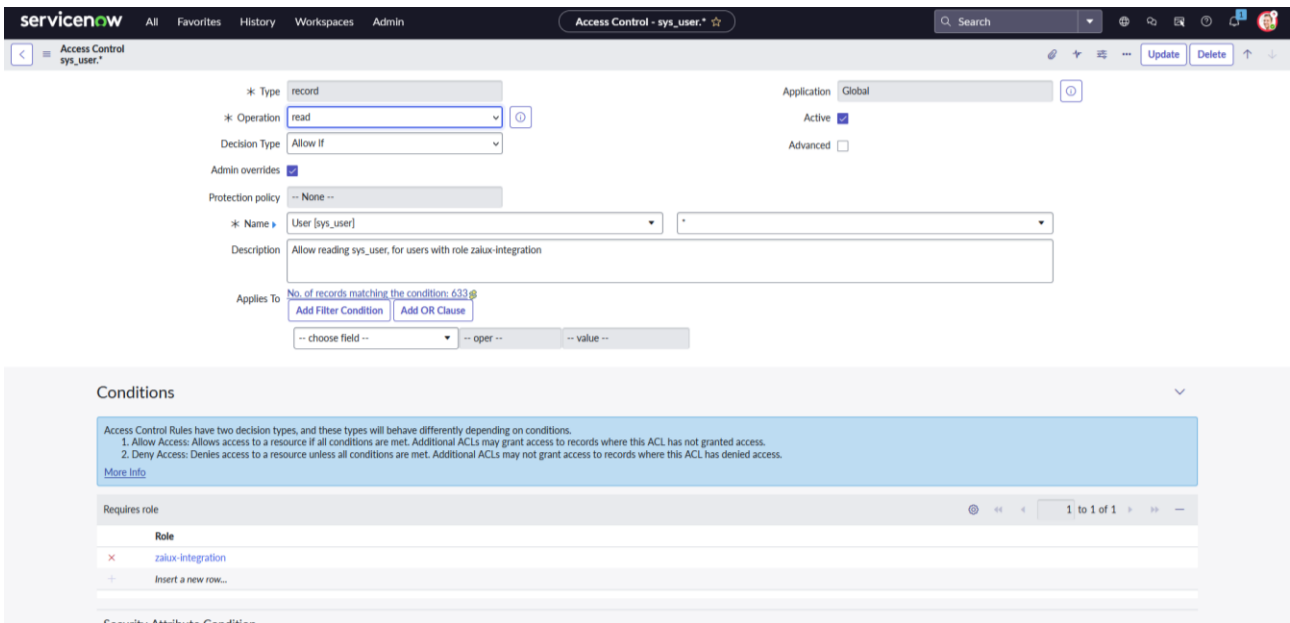 servicenow All Favorites History Workspaces Admin Access Control - sys_user.* ☆ Search 1
Access Control
sys_user.*
Update Delete
* Type record Application Global
* Operation read Active
Decision Type Allow If Advanced
Admin overrides
Protection policy -- None --
* Name User [sys_user] *
Description Allow reading sys_user, for users with role zaiux-integration
Applies To No. of records matching the condition: 633
Add Filter Condition Add OR Clause
-- choose field -- -- oper -- -- value --
Conditions
Access Control Rules have two decision types, and these types will behave differently depending on conditions.
1. Allow Access: Allows access to a resource if all conditions are met. Additional ACLs may grant access to records where this ACL has not granted access.
2. Deny Access: Denies access to a resource unless all conditions are met. Additional ACLs may not grant access to records where this ACL has denied access.
More Info
Requires role 1 to 1 of 1
Role
zaiux-integration
Insert a new row...
Security Attribute Condition